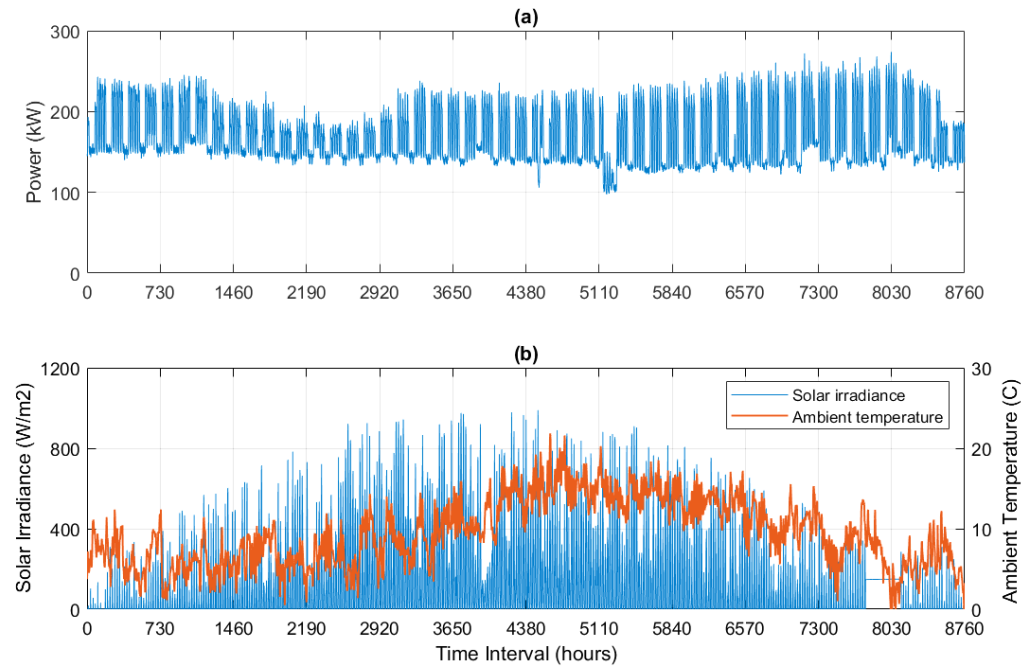 (a)
300
200
100
0
Power (kW)
0 730 1460 2190 2920 3650 4380 5110 5840 6570 7300 8030 8760
(b)
1200
800
400
0
Solar Irradiance (W/m2)
Solar irradiance
Ambient temperature
30
20
10
0
Ambient Temperature (C)
0 730 1460 2190 2920 3650 4380 5110 5840 6570 7300 8030 8760
Time Interval (hours)